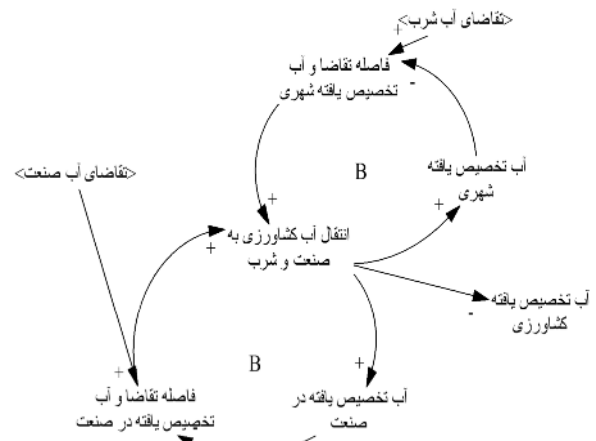 <تقاضای آب شرب>
+
فاصله تقاضا و آب
تخصیص یافته شهری
-
<تقاضای آب صنعت>
B
آب تخصیص یافته
شهری
+
+
انتقال آب کشاورزی به
صنعت و شرب
+
آب تخصیص یافته
کشاورزی
-
B
+
+
فاصله تقاضا و آب
تخصیص یافته در صنعت
آب تخصیص یافته در
صنعت